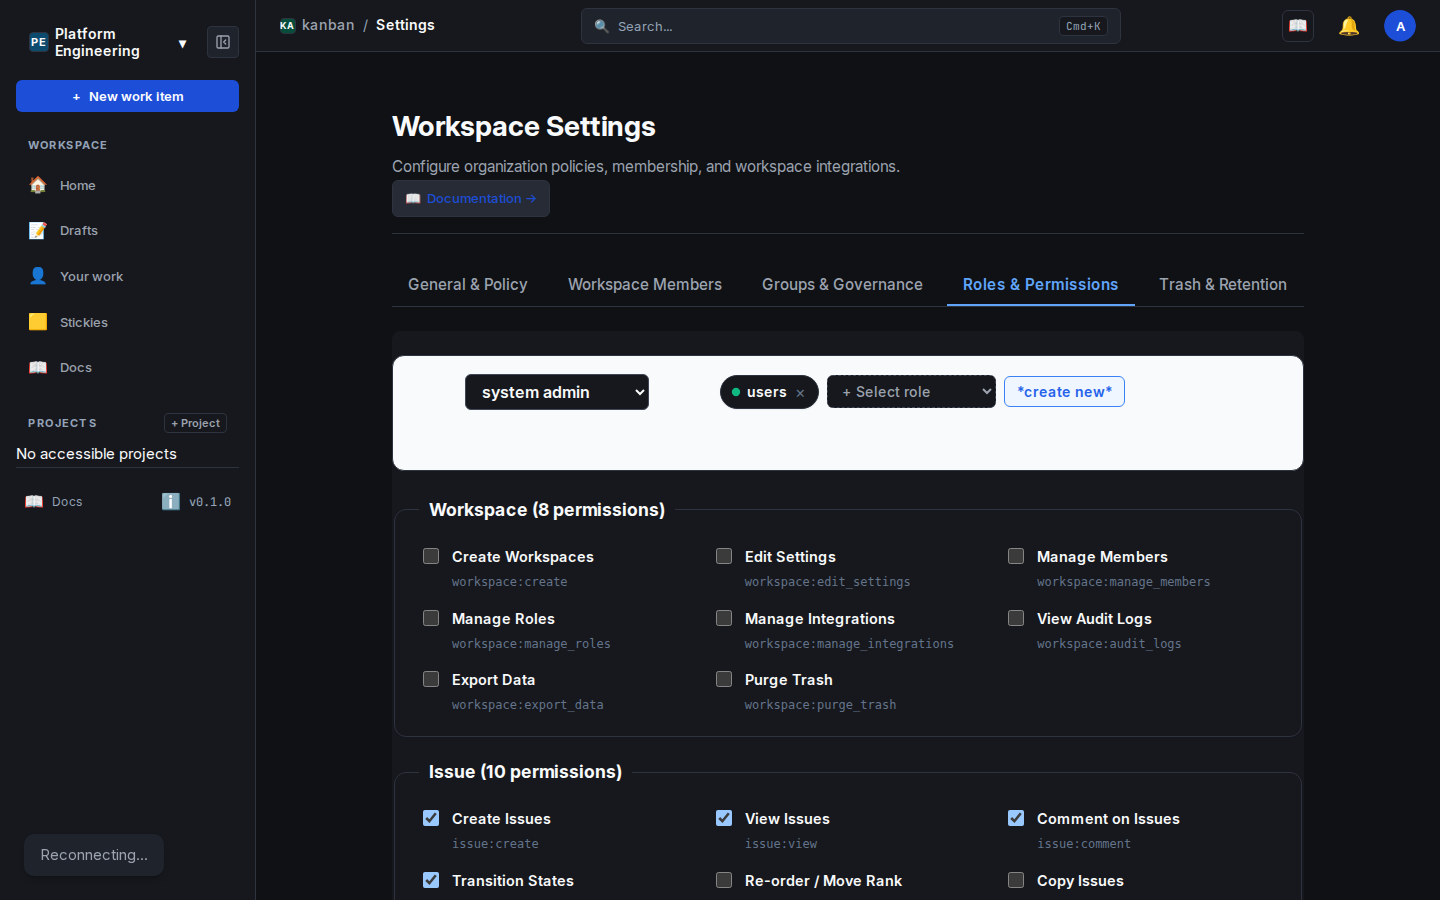 PE Platform Engineering ▼
+ New work item
WORKSPACE
Home
Drafts
Your work
Stickies
Docs
PROJECTS + Project
No accessible projects
Docs v0.1.0
Reconnecting...
KA kanban / Settings
Search... Cmd+K
A
Workspace Settings
Configure organization policies, membership, and workspace integrations.
Documentation →
General & Policy Workspace Members Groups & Governance Roles & Permissions Trash & Retention
system admin users × + Select role *create new*
Workspace (8 permissions)
Create Workspaces Edit Settings Manage Members
workspace:create workspace:edit_settings workspace:manage_members
Manage Roles Manage Integrations View Audit Logs
workspace:manage_roles workspace:manage_integrations workspace:audit_logs
Export Data Purge Trash
workspace:export_data workspace:purge_trash
Issue (10 permissions)
Create Issues View Issues Comment on Issues
issue:create issue:view issue:comment
Transition States Re-order / Move Rank Copy Issues